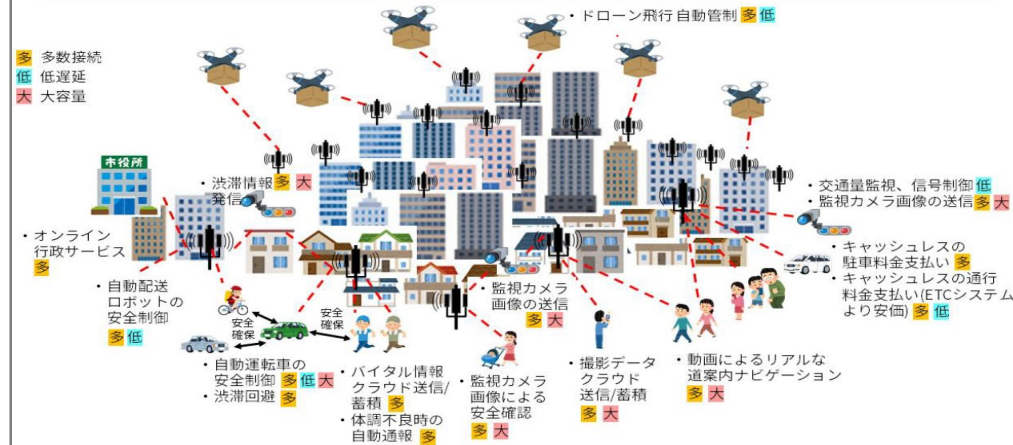 ・ドローン飛行 自動管制 多 低
多 多数接続
低 低遅延
大 大容量
市役所
・渋滞情報 多 大
発信
・交通量監視、信号制御 低
・監視カメラ画像の送信 多 大
・オンライン
行政サービス
多
・キャッシュレスの
駐車料金支払い 多
・キャッシュレスの通行
料金支払い(ETCシステム
より安価) 多 低
・自動配送
ロボットの
安全制御
多 低
・監視カメラ
画像の送信
多 大
安全
確保
安全
確保
・自動運転車の
安全制御 多 低 大
・渋滞回避 多
・バイタル情報
クラウド送信/
蓄積 多
・体調不良時の
自動通報 多
・監視カメラ
画像による
安全確認
多 大
・撮影データ
クラウド
送信/蓄積
多 大
・動画によるリアルな
道案内ナビゲーション
多 大